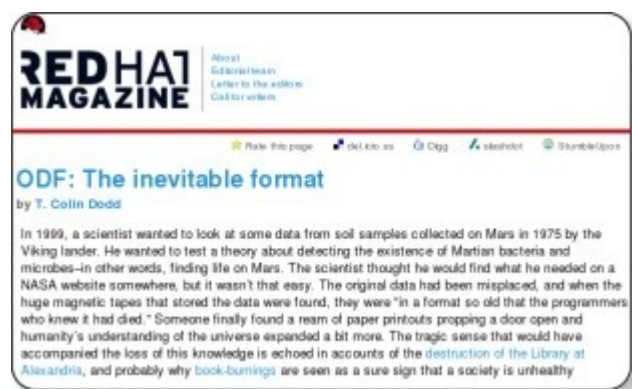 RED HAT
MAGAZINE
About
Editorial team
Letter to the editors
Call for writers
Rate this page del.icio.us Digg slashdot StumbleUpon
ODF: The inevitable format
by T. Colin Dodd
In 1999, a scientist wanted to look at some data from soil samples collected on Mars in 1975 by the
Viking lander. He wanted to test a theory about detecting the existence of Martian bacteria and
microbes–in other words, finding life on Mars. The scientist thought he would find what he needed on a
NASA website somewhere, but it wasn't that easy. The original data had been misplaced, and when the
huge magnetic tapes that stored the data were found, they were "in a format so old that the programmers
who knew it had died." Someone finally found a ream of paper printouts propping a door open and
humanity's understanding of the universe expanded a bit more. The tragic sense that would have
accompanied the loss of this knowledge is echoed in accounts of the destruction of the Library at
Alexandria, and probably why book-burnings are seen as a sure sign that a society is unhealthy